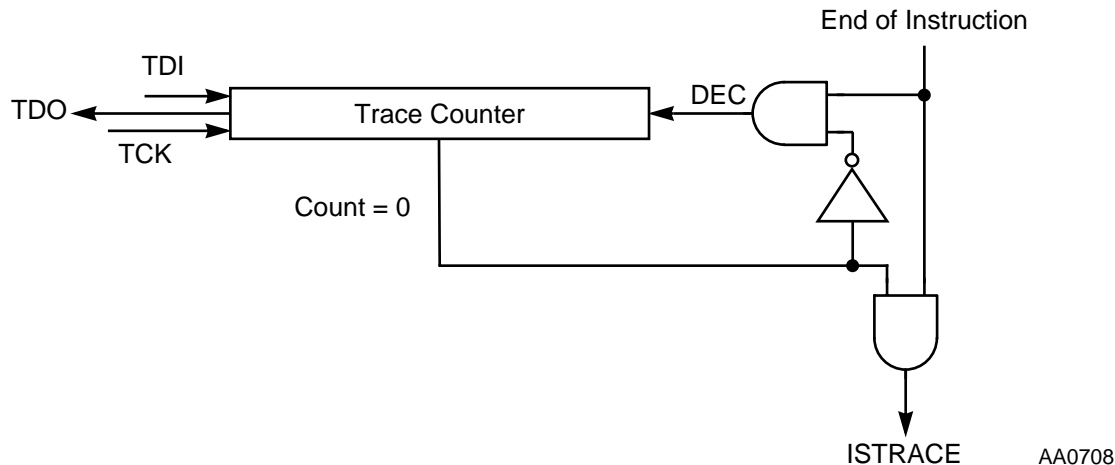 End of Instruction
TDI
TDO
DEC
Trace Counter
TCK
Count = 0
ISTRACE
AA0708